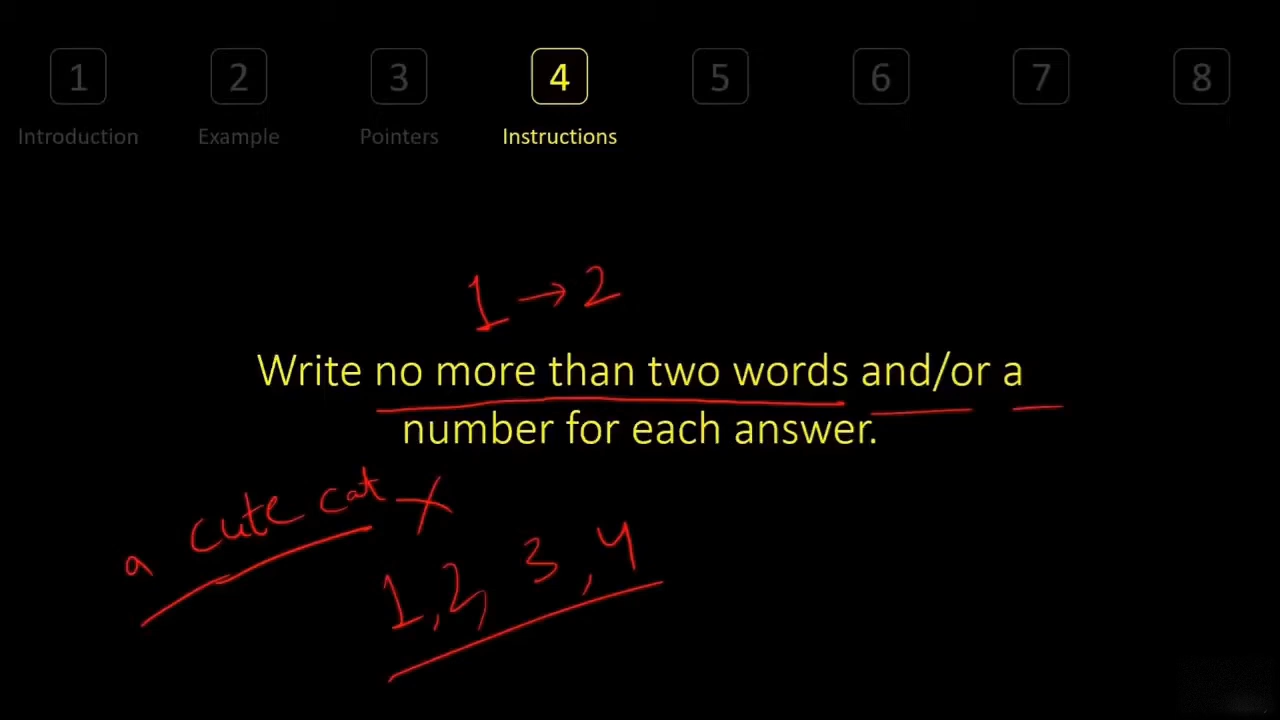 1 2 3 4 5 6 7 8
Introduction Example Pointers Instructions
1 → 2
Write no more than two words and/or a
number for each answer.
a cute cat X
1, 2, 3, 4